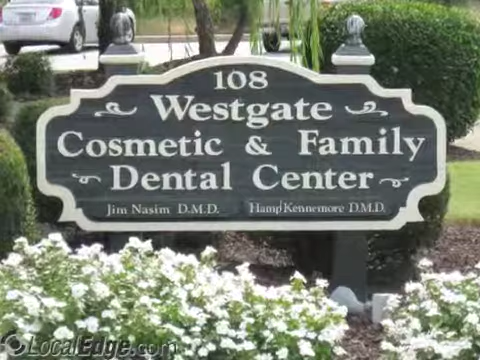 108
Westgate
Cosmetic & Family
Dental Center
Jim Nasim D.M.D. Hamp Kennemore D.M.D.
LocalEdge.com